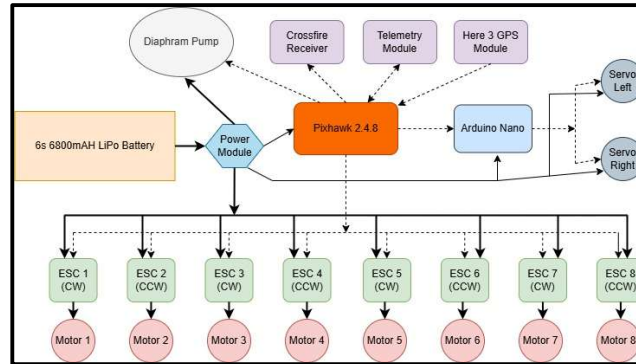 Diaphram Pump
Crossfire
Receiver
Telemetry
Module
Here 3 GPS
Module
Servo
Left
6s 6800mAH LiPo Battery
Power
Module
Pixhawk 2.4.8
Arduino Nano
Servo
Right
ESC 1
(CW)
ESC 2
(CCW)
ESC 3
(CW)
ESC 4
(CCW)
ESC 5
(CW)
ESC 6
(CCW)
ESC 7
(CW)
ESC 8
(CCW)
Motor 1
Motor 2
Motor 3
Motor 4
Motor 5
Motor 6
Motor 7
Motor 8